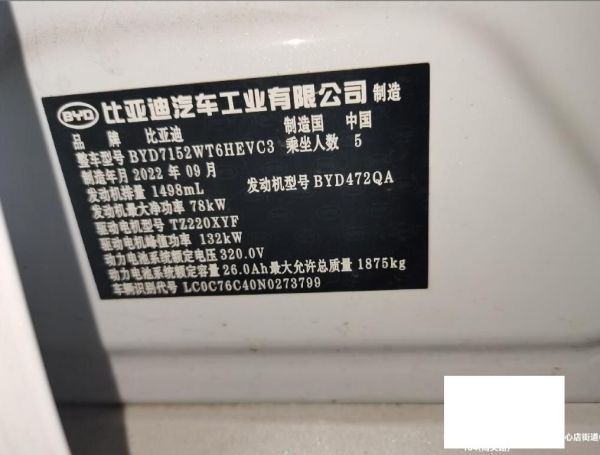 BYD 比亚迪汽车工业有限公司 制造
品 牌 比亚迪 制造国 中国
整车型号 BYD7152WT6HEVC3 乘坐人数 5
制造年月 2022 年 09 月
发动机排量 1498mL 发动机型号 BYD472QA
发动机最大净功率 78kW
驱动电机型号 TZ220XYF
驱动电机峰值功率 132kW
动力电池系统额定电压 320.0V
动力电池系统额定容量 26.0Ah 最大允许总质量 1875kg
车辆识别代号 LC0C76C40N0273799
心店街道